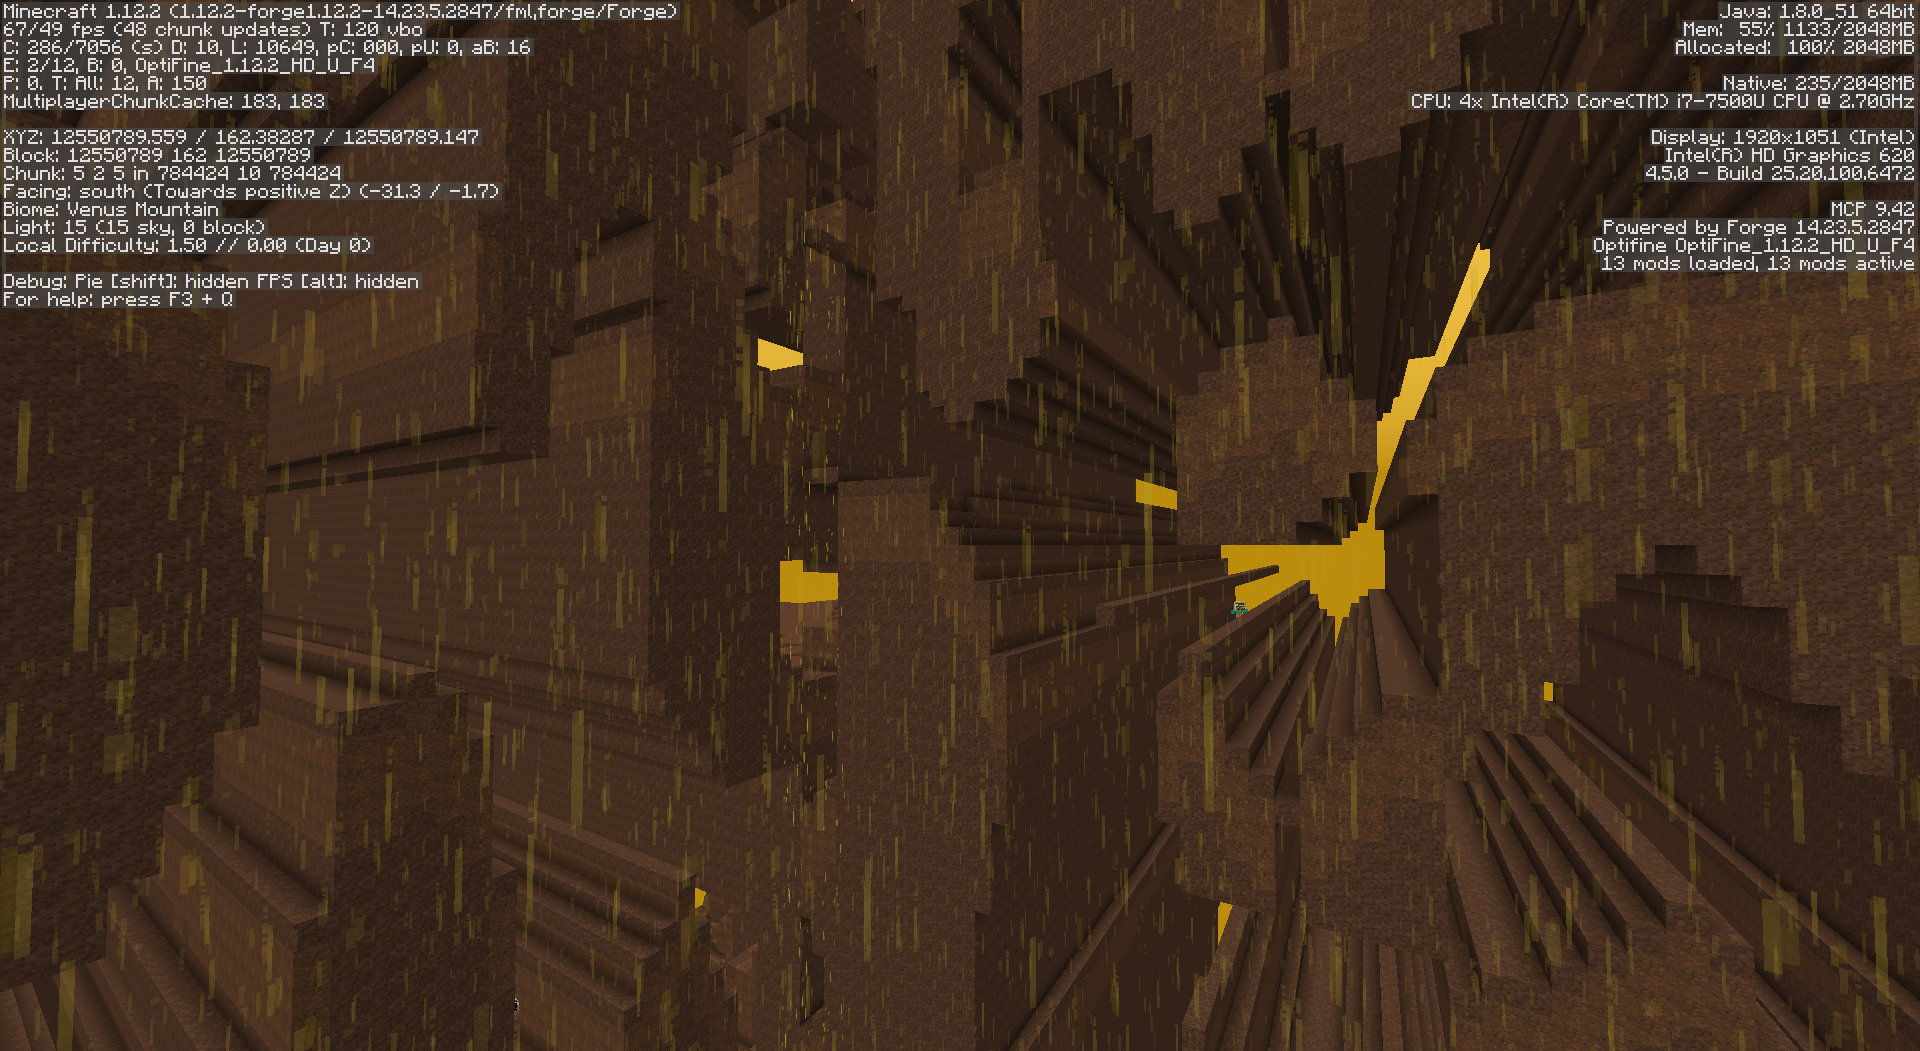 Minecraft 1.12.2 (1.12.2-forge1.12.2-14.23.5.2847/fml,forge/Forge)
67/49 fps (48 chunk updates) T: 120 vbo
C: 286/7056 (s) D: 10, L: 10649, pC: 000, pU: 0, aB: 16
E: 2/12, B: 0, OptiFine_1.12.2_HD_U_F4
P: 0. T: All: 12, A: 150
MultiplayerChunkCache: 183, 183
XYZ: 12550789.559 / 162.38287 / 12550789.147
Block: 12550789 162 12550789
Chunk: 5 2 5 in 784424 10 784424
Facing: south (Towards positive Z) (-31.3 / -1.7)
Biome: Venus Mountain
Light: 15 (15 sky, 0 block)
Local Difficulty: 1.50 // 0.00 (Day 0)
Debug: Pie [shift]: hidden FPS [alt]: hidden
For help: press F3 + Q
Java: 1.8.0_51 64bit
Mem: 55% 1133/2048MB
Allocated: 100% 2048MB
Native: 235/2048MB
CPU: 4x Intel(R) Core(TM) i7-7500U CPU @ 2.70GHz
Display: 1920x1051 (Intel)
Intel(R) HD Graphics 620
4.5.0 - Build 25.20.100.6472
MCP 9.42
Powered by Forge 14.23.5.2847
Optifine OptiFine_1.12.2_HD_U_F4
13 mods loaded, 13 mods active